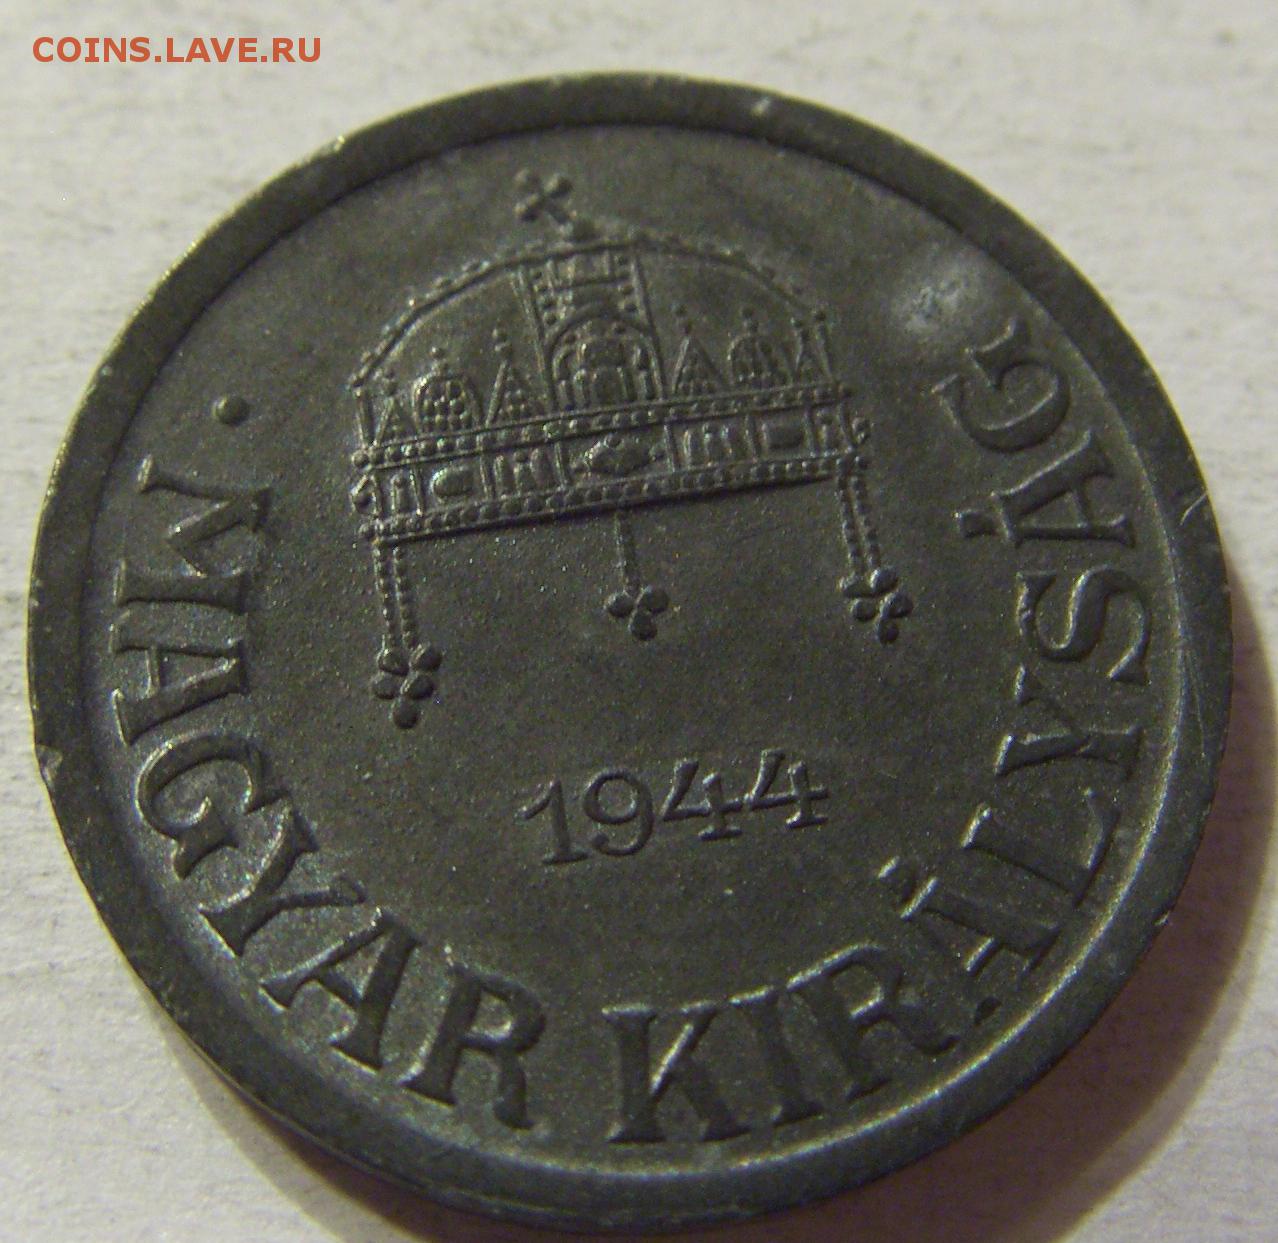 COINS.LAVE.RU
· MAGYAR KIRÁLYSÁG
1944